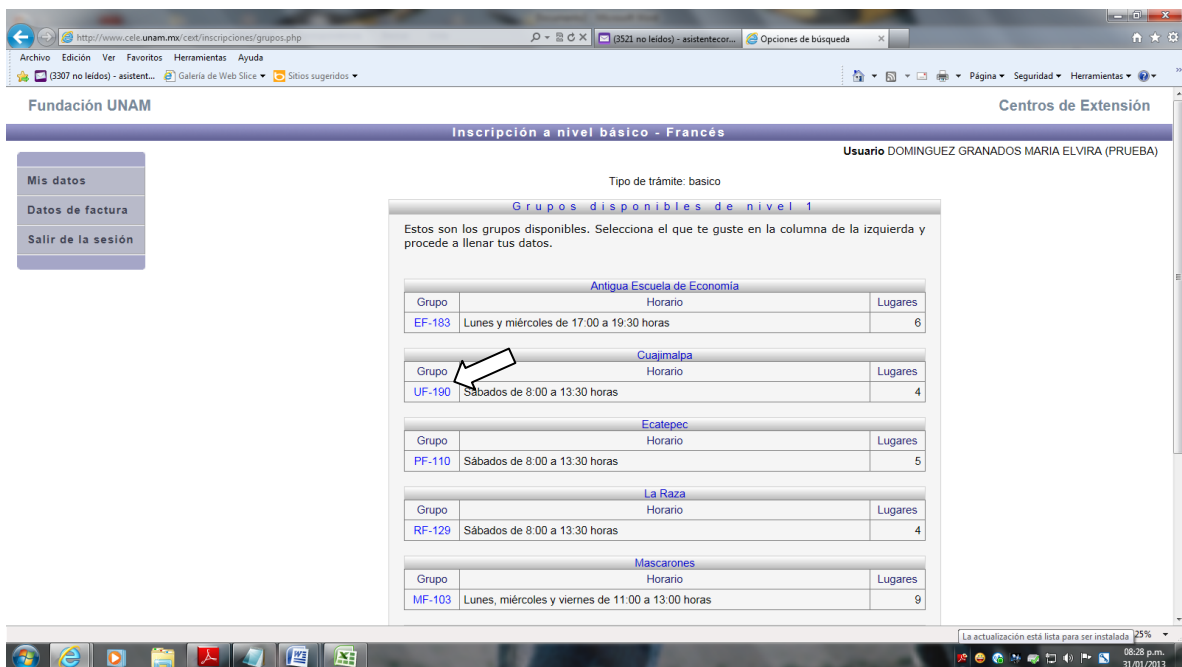 http://www.cele.unam.mx/cext/inscripciones/grupos.php
(3521 no leídos) - asistentecor...
Opciones de búsqueda
Archivo Edición Ver Favoritos Herramientas Ayuda
(3307 no leídos) - asistent... Galería de Web Slice Sitios sugeridos
Página Seguridad Herramientas
Fundación UNAM
Centros de Extensión
Inscripción a nivel básico - Francés
Usuario DOMINGUEZ GRANADOS MARIA ELVIRA (PRUEBA)
Mis datos
Datos de factura
Salir de la sesión
Tipo de trámite: basico
Grupos disponibles de nivel 1
Estos son los grupos disponibles. Selecciona el que te guste en la columna de la izquierda y
procede a llenar tus datos.
Antigua Escuela de Economía
Grupo Horario Lugares
EF-183 Lunes y miércoles de 17:00 a 19:30 horas 6
Cuajimalpa
Grupo Horario Lugares
UF-190 Sábados de 8:00 a 13:30 horas 4
Ecatepec
Grupo Horario Lugares
PF-110 Sábados de 8:00 a 13:30 horas 5
La Raza
Grupo Horario Lugares
RF-129 Sábados de 8:00 a 13:30 horas 4
Mascarones
Grupo Horario Lugares
MF-103 Lunes, miércoles y viernes de 11:00 a 13:00 horas 9
La actualización está lista para ser instalada
25%
08:28 p.m.
31/01/2013